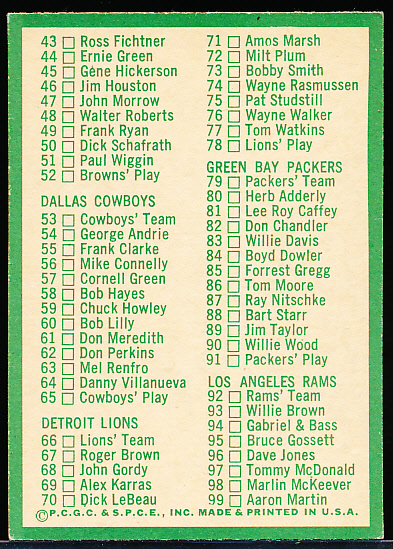 43 Ross Fichtner
44 Ernie Green
45 Gene Hickerson
46 Jim Houston
47 John Morrow
48 Walter Roberts
49 Frank Ryan
50 Dick Schafrath
51 Paul Wiggin
52 Browns' Play
DALLAS COWBOYS
53 Cowboys' Team
54 George Andrie
55 Frank Clarke
56 Mike Connelly
57 Cornell Green
58 Bob Hayes
59 Chuck Howley
60 Bob Lilly
61 Don Meredith
62 Don Perkins
63 Mel Renfro
64 Danny Villanueva
65 Cowboys' Play
DETROIT LIONS
66 Lions' Team
67 Roger Brown
68 John Gordy
69 Alex Karras
70 Dick LeBeau
71 Amos Marsh
72 Milt Plum
73 Bobby Smith
74 Wayne Rasmussen
75 Pat Studstill
76 Wayne Walker
77 Tom Watkins
78 Lions' Play
GREEN BAY PACKERS
79 Packers' Team
80 Herb Adderly
81 Lee Roy Caffey
82 Don Chandler
83 Willie Davis
84 Boyd Dowler
85 Forrest Gregg
86 Tom Moore
87 Ray Nitschke
88 Bart Starr
89 Jim Taylor
90 Willie Wood
91 Packers' Play
LOS ANGELES RAMS
92 Rams' Team
93 Willie Brown
94 Gabriel & Bass
95 Bruce Gossett
96 Dave Jones
97 Tommy McDonald
98 Marlin McKeever
99 Aaron Martin
©P.C.G.C. & S.P.C.E., INC. MADE & PRINTED IN U.S.A.